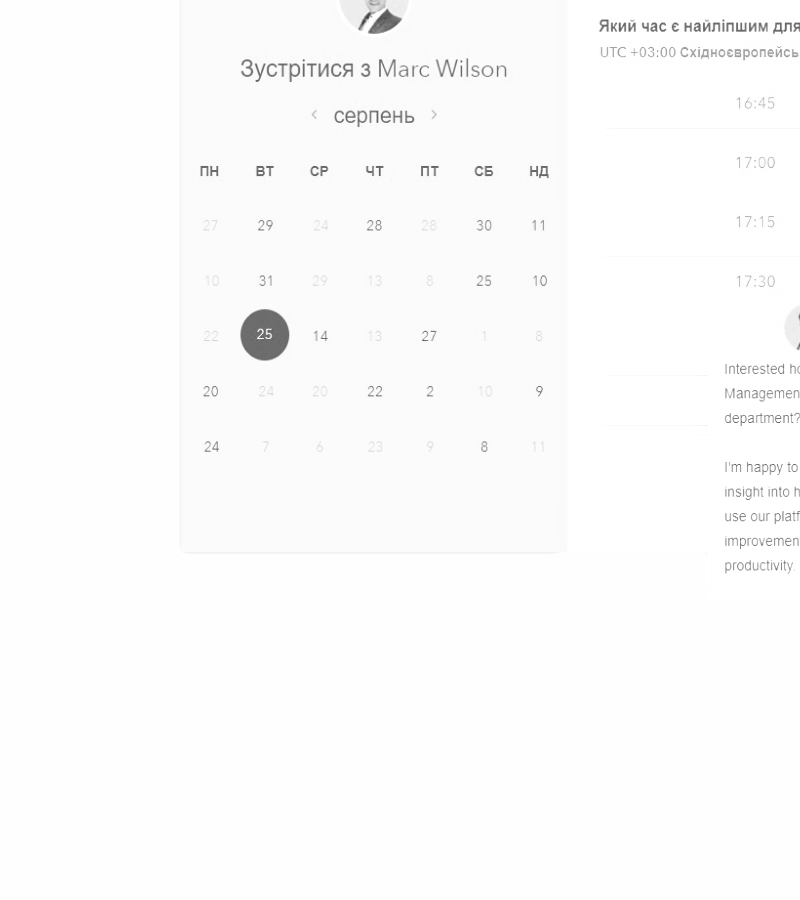 Зустрітися з Marc Wilson
серпень
ПН ВТ СР ЧТ ПТ СБ НД
27 29 24 28 28 30 11
10 31 29 13 8 25 10
22 25 14 13 27 1 8
20 24 20 22 2 10 9
24 7 6 23 9 8 11
Який час є найліпшим для
UTC +03:00 Східноєвропейсь
16:45
17:00
17:15
17:30
Interested ho
Managemen
department?
I'm happy to
insight into h
use our platf
improvemen
productivity.